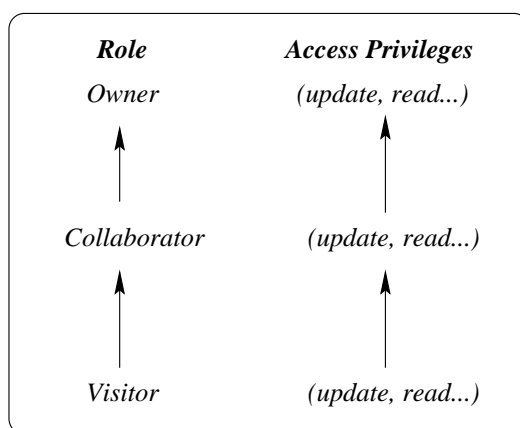 Role Access Privileges
Owner (update, read...)
Collaborator (update, read...)
Visitor (update, read...)